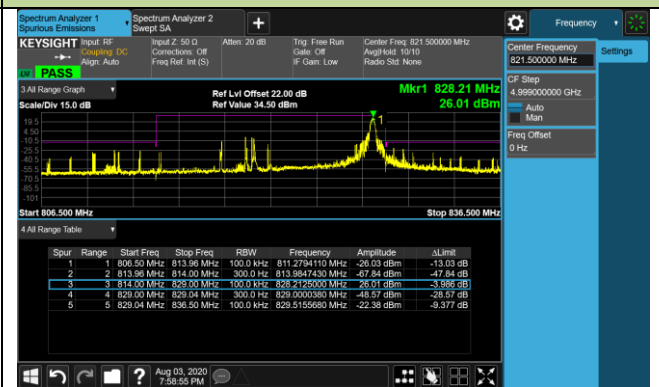 Spectrum Analyzer 1
Spurious Emissions
Spectrum Analyzer 2
Swept SA
+
Frequency
KEYSIGHT
Input: RF
Coupling: DC
Align: Auto
Input Z: 50 Ω
Corrections: Off
Freq Ref: Int (S)
Atten: 20 dB
Trig: Free Run
Gate: Off
IF Gain: Low
Center Freq: 821.500000 MHz
Avg|Hold: 10/10
Radio Std: None
PASS
3 All Range Graph
Scale/Div 15.0 dB
Ref Lvl Offset 22.00 dB
Ref Value 34.50 dBm
Mkr1 828.21 MHz
26.01 dBm
1
19.5
4.50
-10.5
-25.5
-40.5
-55.5
-70.5
-85.5
-101
Start 806.500 MHz
Stop 836.500 MHz
4 All Range Table
Spur Range Start Freq Stop Freq RBW Frequency Amplitude ΔLimit
1 1 806.50 MHz 813.96 MHz 100.0 kHz 811.2794110 MHz -26.03 dBm -13.03 dB
2 2 813.96 MHz 814.00 MHz 300.0 Hz 813.9847430 MHz -67.84 dBm -47.84 dB
3 3 814.00 MHz 829.00 MHz 100.0 kHz 828.2125000 MHz 26.01 dBm -3.986 dB
4 4 829.00 MHz 829.04 MHz 300.0 Hz 829.0000380 MHz -48.57 dBm -28.57 dB
5 5 829.04 MHz 836.50 MHz 100.0 kHz 829.5155680 MHz -22.38 dBm -9.377 dB
Center Frequency
821.500000 MHz
Settings
CF Step
4.999000000 GHz
Auto
Man
Freq Offset
0 Hz
?
Aug 03, 2020
7:58:55 PM